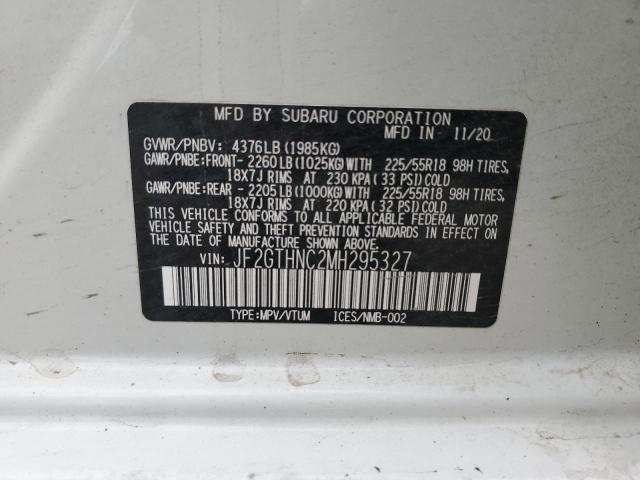 MFD BY SUBARU CORPORATION
MFD IN 11/20
GVWR/PNBV: 4376LB (1985KG)
GAWR/PNBE:FRONT- 2260LB (1025KG) WITH 225/55R18 98H TIRES,
18X7J RIMS AT 230 KPA ( 33 PSI) COLD
GAWR/PNBE:REAR - 2205LB (1000KG) WITH 225/55R18 98H TIRES,
18X7J RIMS AT 220 KPA ( 32 PSI) COLD
THIS VEHICLE CONFORMS TO ALL APPLICABLE FEDERAL MOTOR
VEHICLE SAFETY, BUMPER, AND THEFT PREVENTION STANDARDS
IN EFFECT ON THE DATE OF MANUFACTURE SHOWN ABOVE.
VIN: JF2GTHNC2MH295327
TYPE:MPV/VTUM ICES/NMB-002